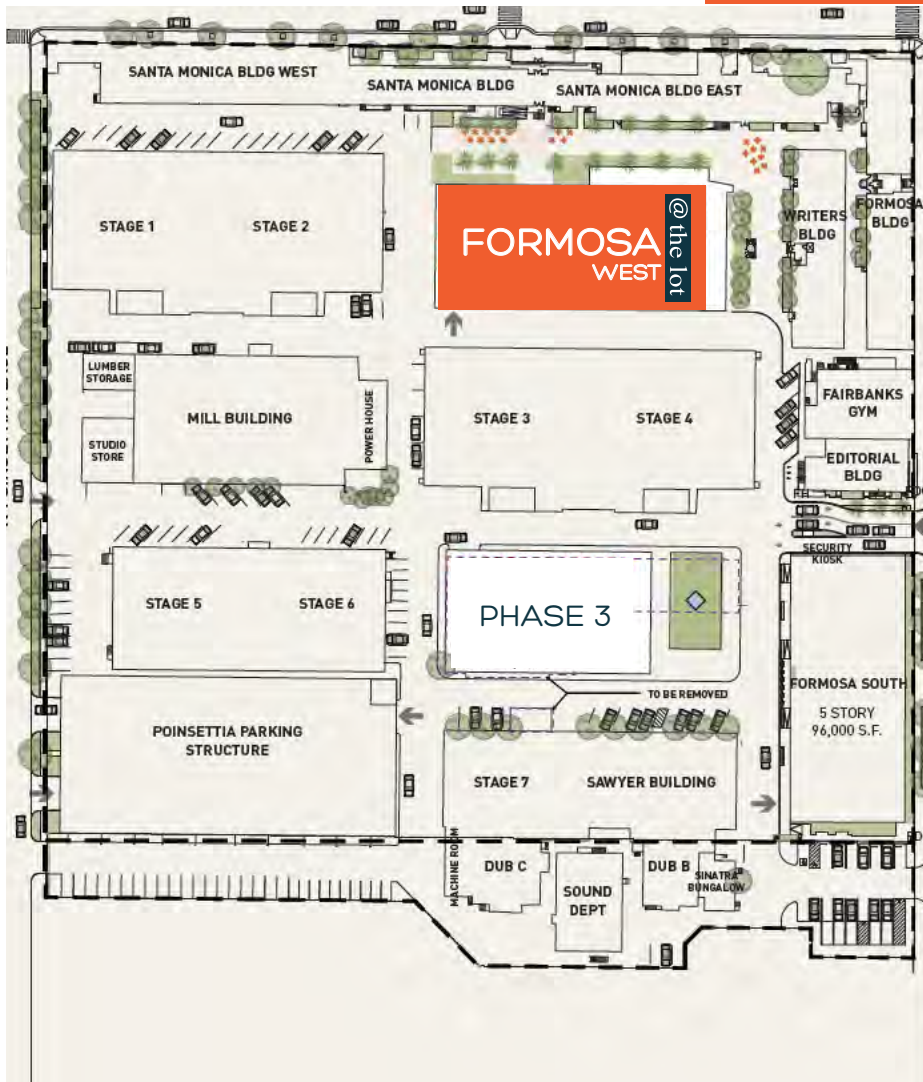 SANTA MONICA BLDG WEST
SANTA MONICA BLDG
SANTA MONICA BLDG EAST
STAGE 1
STAGE 2
FORMOSA
WEST
@ the lot
WRITERS
BLDG
FORMOSA
BLDG
LUMBER
STORAGE
MILL BUILDING
POWER HOUSE
STUDIO
STORE
STAGE 3
STAGE 4
FAIRBANKS
GYM
EDITORIAL
BLDG
SECURITY
KIOSK
STAGE 5
STAGE 6
PHASE 3
TO BE REMOVED
FORMOSA SOUTH
5 STORY
96,000 S.F.
POINSETTIA PARKING
STRUCTURE
STAGE 7
SAWYER BUILDING
MACHINE ROOM
DUB C
SOUND
DEPT
DUB B
SINATRA
BUNGALOW